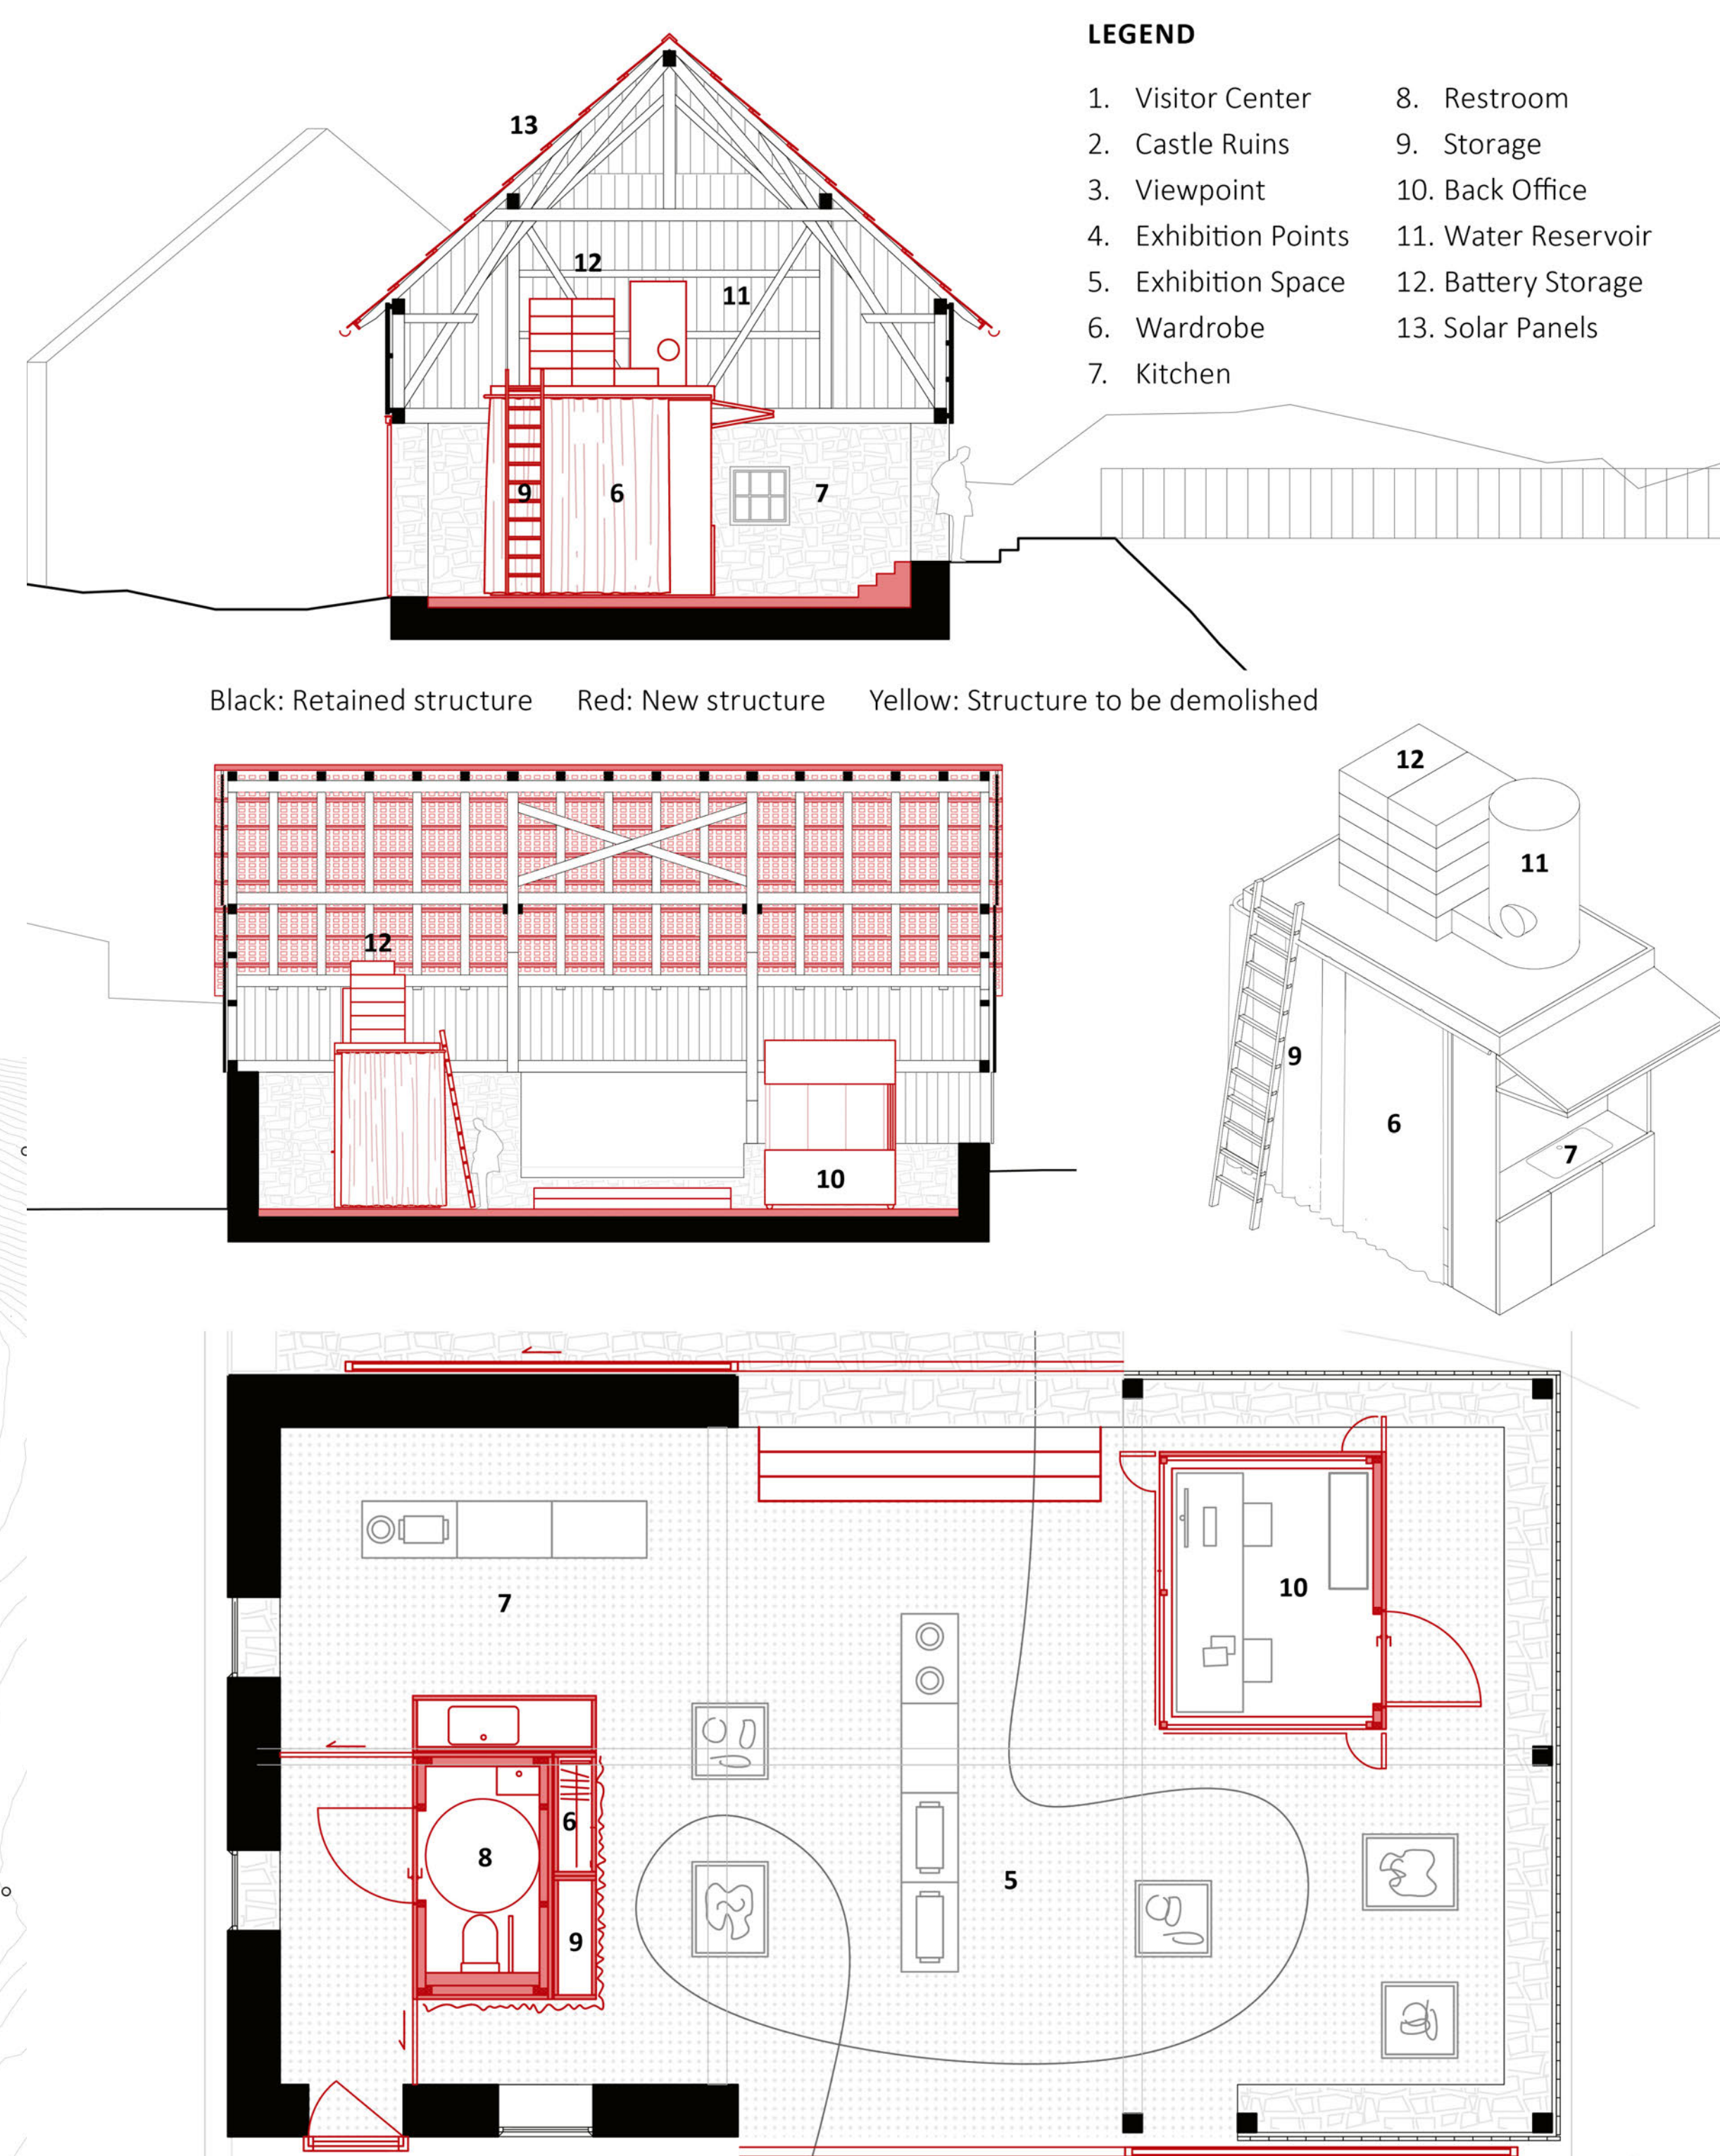 LEGEND
1. Visitor Center
2. Castle Ruins
3. Viewpoint
4. Exhibition Points
5. Exhibition Space
6. Wardrobe
7. Kitchen
8. Restroom
9. Storage
10. Back Office
11. Water Reservoir
12. Battery Storage
13. Solar Panels
13
12
11
9 6 7
Black: Retained structure Red: New structure Yellow: Structure to be demolished
12
10
12
11
9
6
7
7
10
6
8
5
9